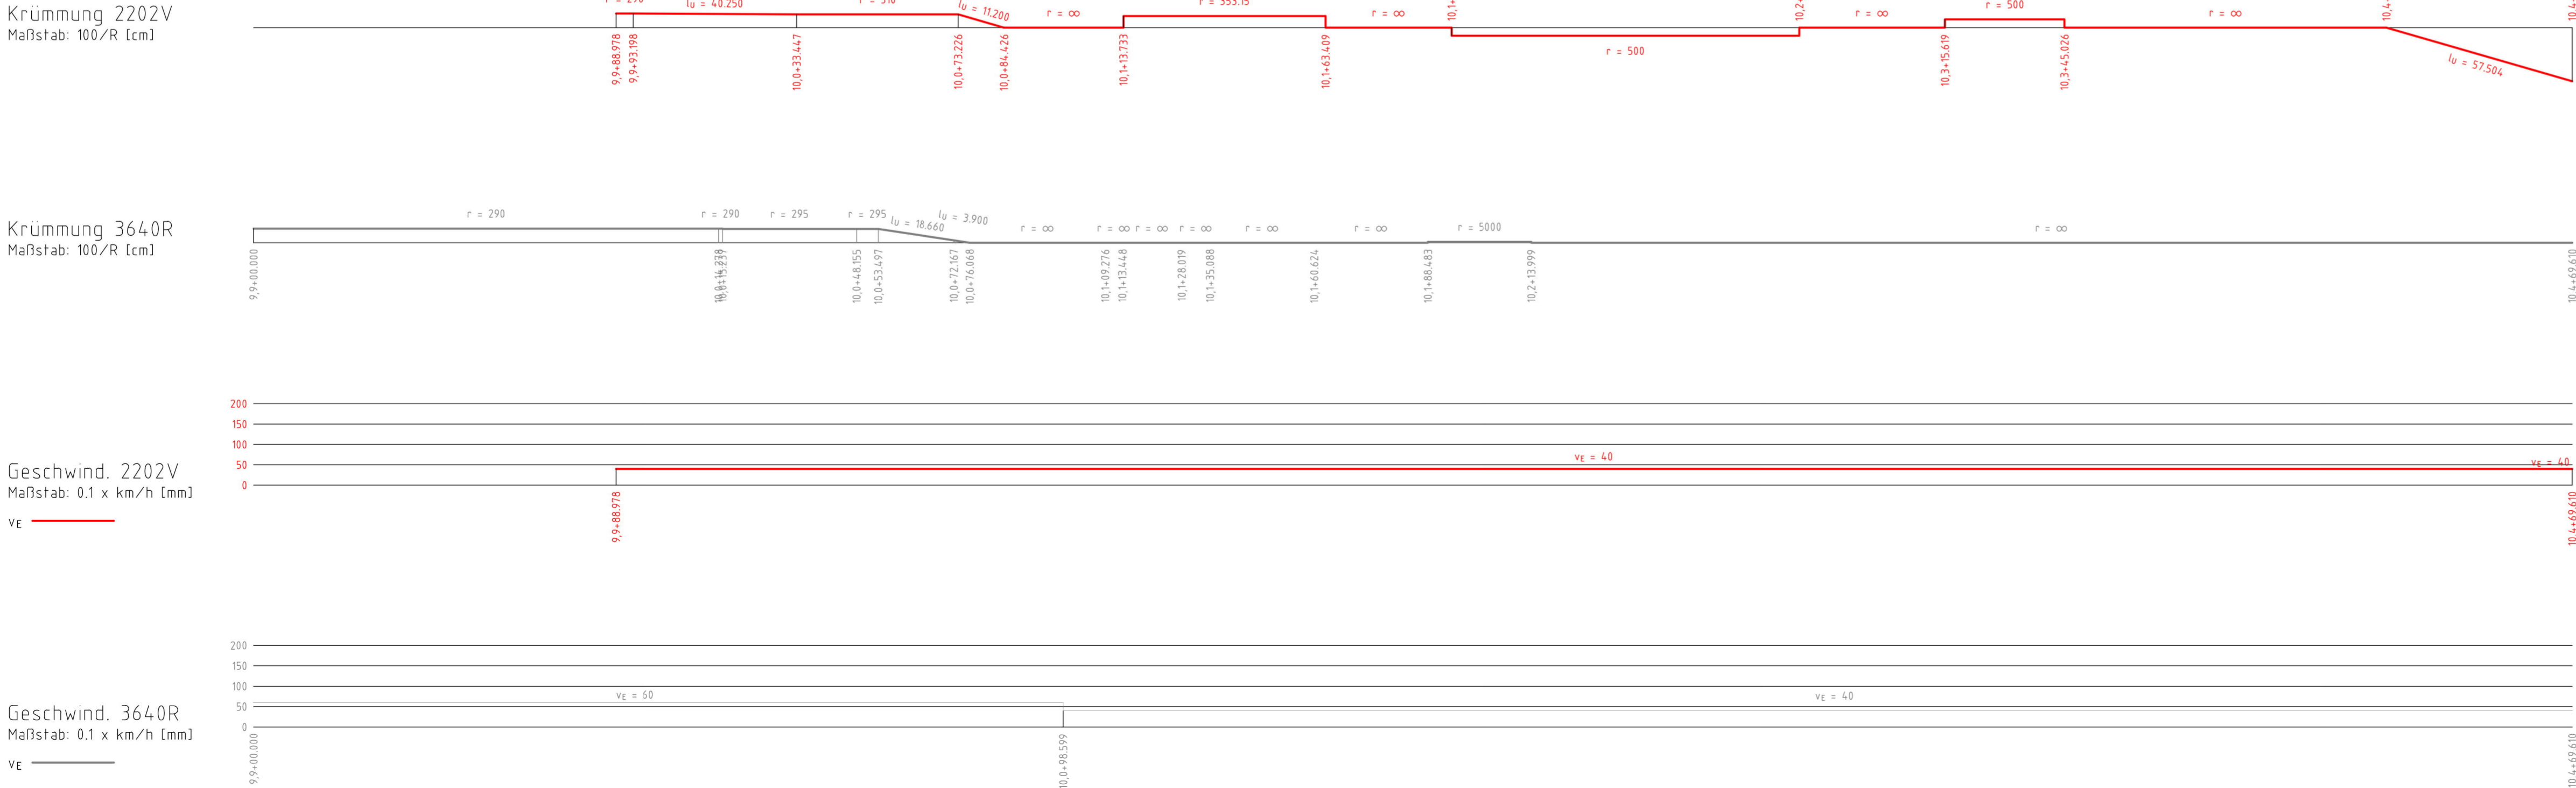 Krümmung 2202V
Maßstab: 100/R [cm]
lu = 40.250
lu = 11.200
r = ∞
r = 353.15
r = ∞
r = 500
r = ∞
r = 500
r = ∞
lu = 57.504
9,9+88.978
9,9+93.198
10,0+33.447
10,0+73.226
10,0+84.426
10,1+13.733
10,1+63.409
10,3+15.619
10,3+45.026
Krümmung 3640R
Maßstab: 100/R [cm]
r = 290
r = 290
r = 295
r = 295
lu = 18.660
lu = 3.900
r = ∞
r = ∞
r = ∞
r = ∞
r = ∞
r = ∞
r = 5000
r = ∞
9,9+00.000
10,0+48.155
10,0+53.497
10,0+72.167
10,0+76.068
10,1+09.276
10,1+13.448
10,1+28.019
10,1+35.088
10,1+60.624
10,1+88.483
10,2+13.999
10,4+69.610
200
150
100
50
0
Geschwind. 2202V
Maßstab: 0.1 x km/h [mm]
vE
vE = 40
vE = 40
9,9+88.978
10,4+69.610
200
150
100
50
0
Geschwind. 3640R
Maßstab: 0.1 x km/h [mm]
vE
vE = 60
vE = 40
9,9+00.000
10,0+98.599
10,4+69.610